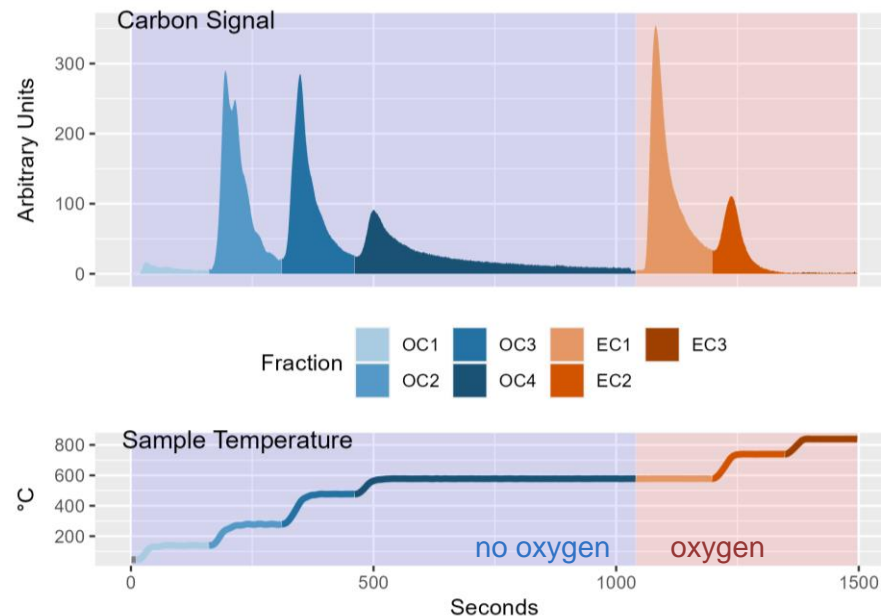 Carbon Signal
Arbitrary Units
300
200
100
0
Fraction
OC1 OC3 EC1 EC3
OC2 OC4 EC2
Sample Temperature
°C
800
600
400
200
no oxygen oxygen
0 500 1000 1500
Seconds